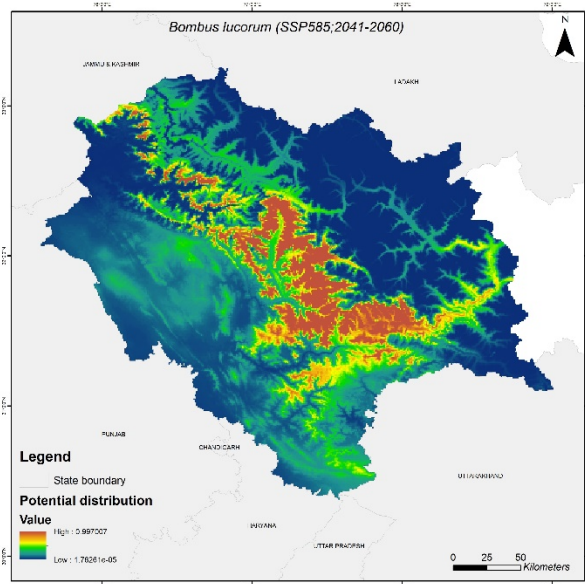 Bombus lucorum (SSP585;2041-2060)
N
JAMMU & KASHMIR
LADAKH
PUNJAB
CHANDIGARH
HARYANA
UTTAR PRADESH
UTTARAKHAND
Legend
State boundary
Potential distribution
Value
High : 0.997007
Low : 1.76261e-05
0 25 50
Kilometers